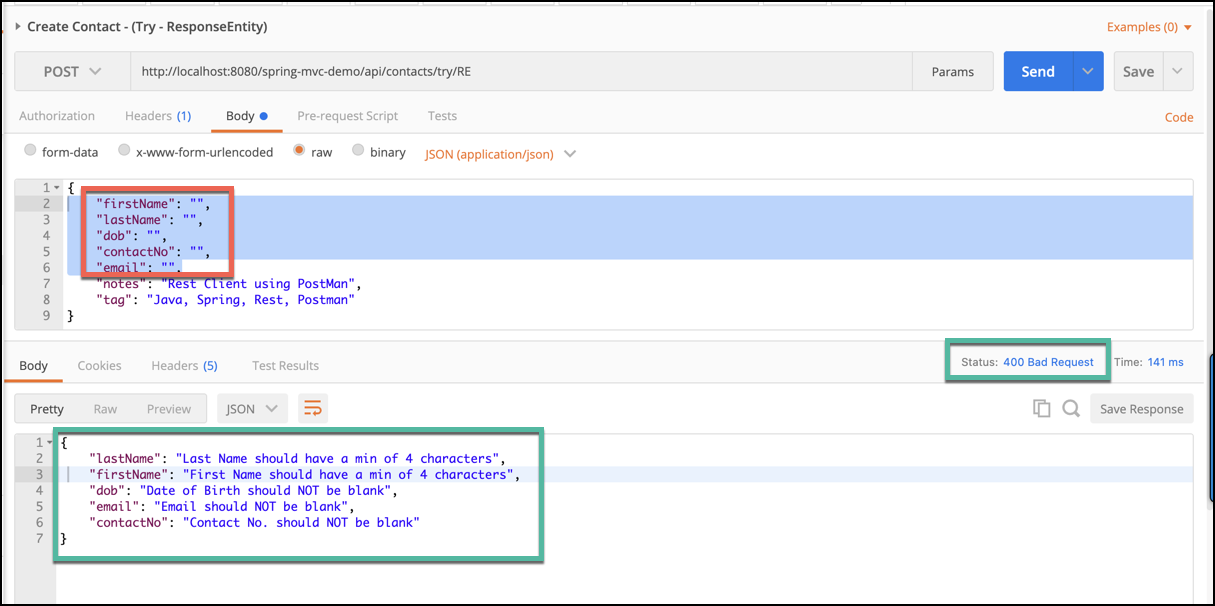 Create Contact - (Try - ResponseEntity)
Examples (0)
POST
http://localhost:8080/spring-mvc-demo/api/contacts/try/RE
Params
Send
Save
Authorization
Headers (1)
Body
Pre-request Script
Tests
Code
form-data
x-www-form-urlencoded
raw
binary
JSON (application/json)
1 {
2 "firstName": "",
3 "lastName": "",
4 "dob": "",
5 "contactNo": "",
6 "email": "",
7 "notes": "Rest Client using PostMan",
8 "tag": "Java, Spring, Rest, Postman"
9 }
Body
Cookies
Headers (5)
Test Results
Status: 400 Bad Request
Time: 141 ms
Pretty
Raw
Preview
JSON
Save Response
1 {
2 "lastName": "Last Name should have a min of 4 characters",
3 "firstName": "First Name should have a min of 4 characters",
4 "dob": "Date of Birth should NOT be blank",
5 "email": "Email should NOT be blank",
6 "contactNo": "Contact No. should NOT be blank"
7 }